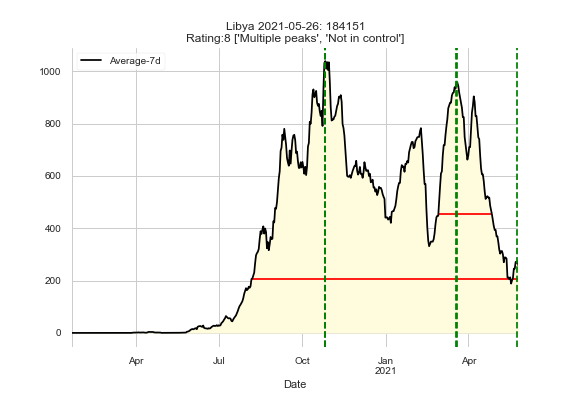 Libya 2021-05-26: 184151
Rating:8 ['Multiple peaks', 'Not in control']
Average-7d
1000
800
600
400
200
0
Apr
Jul
Oct
Jan
2021
Apr
Date